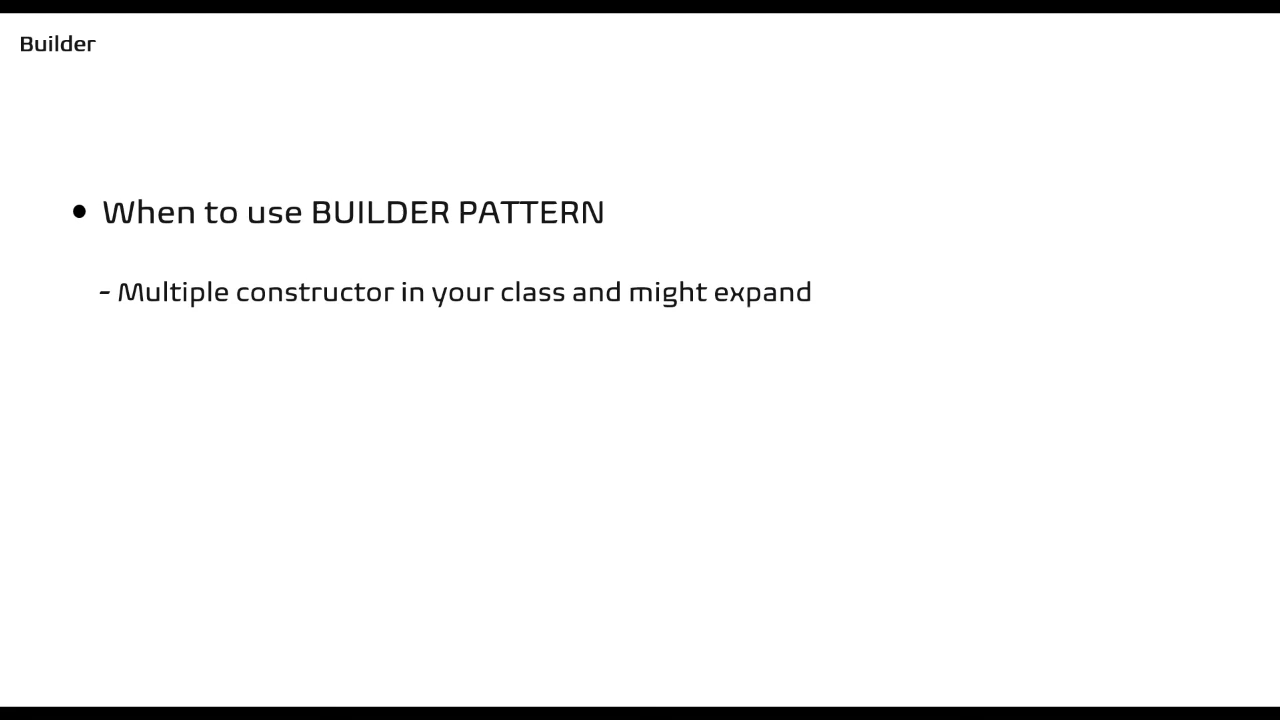 Builder
● When to use BUILDER PATTERN
- Multiple constructor in your class and might expand